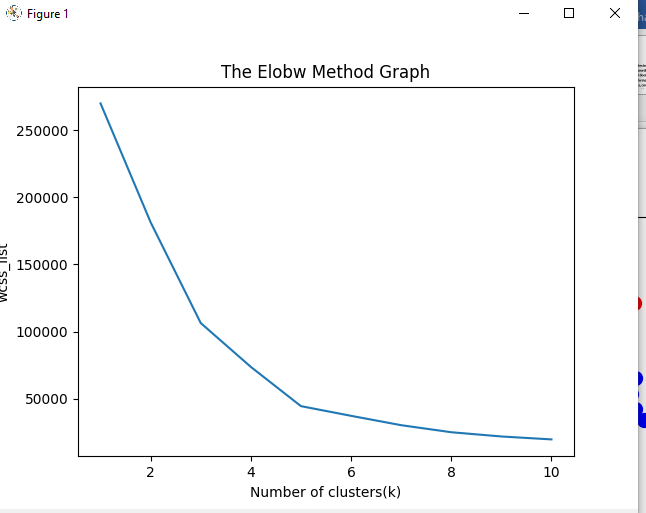 Figure 1
The Elobw Method Graph
250000
200000
150000
100000
50000
wcss_list
2 4 6 8 10
Number of clusters(k)